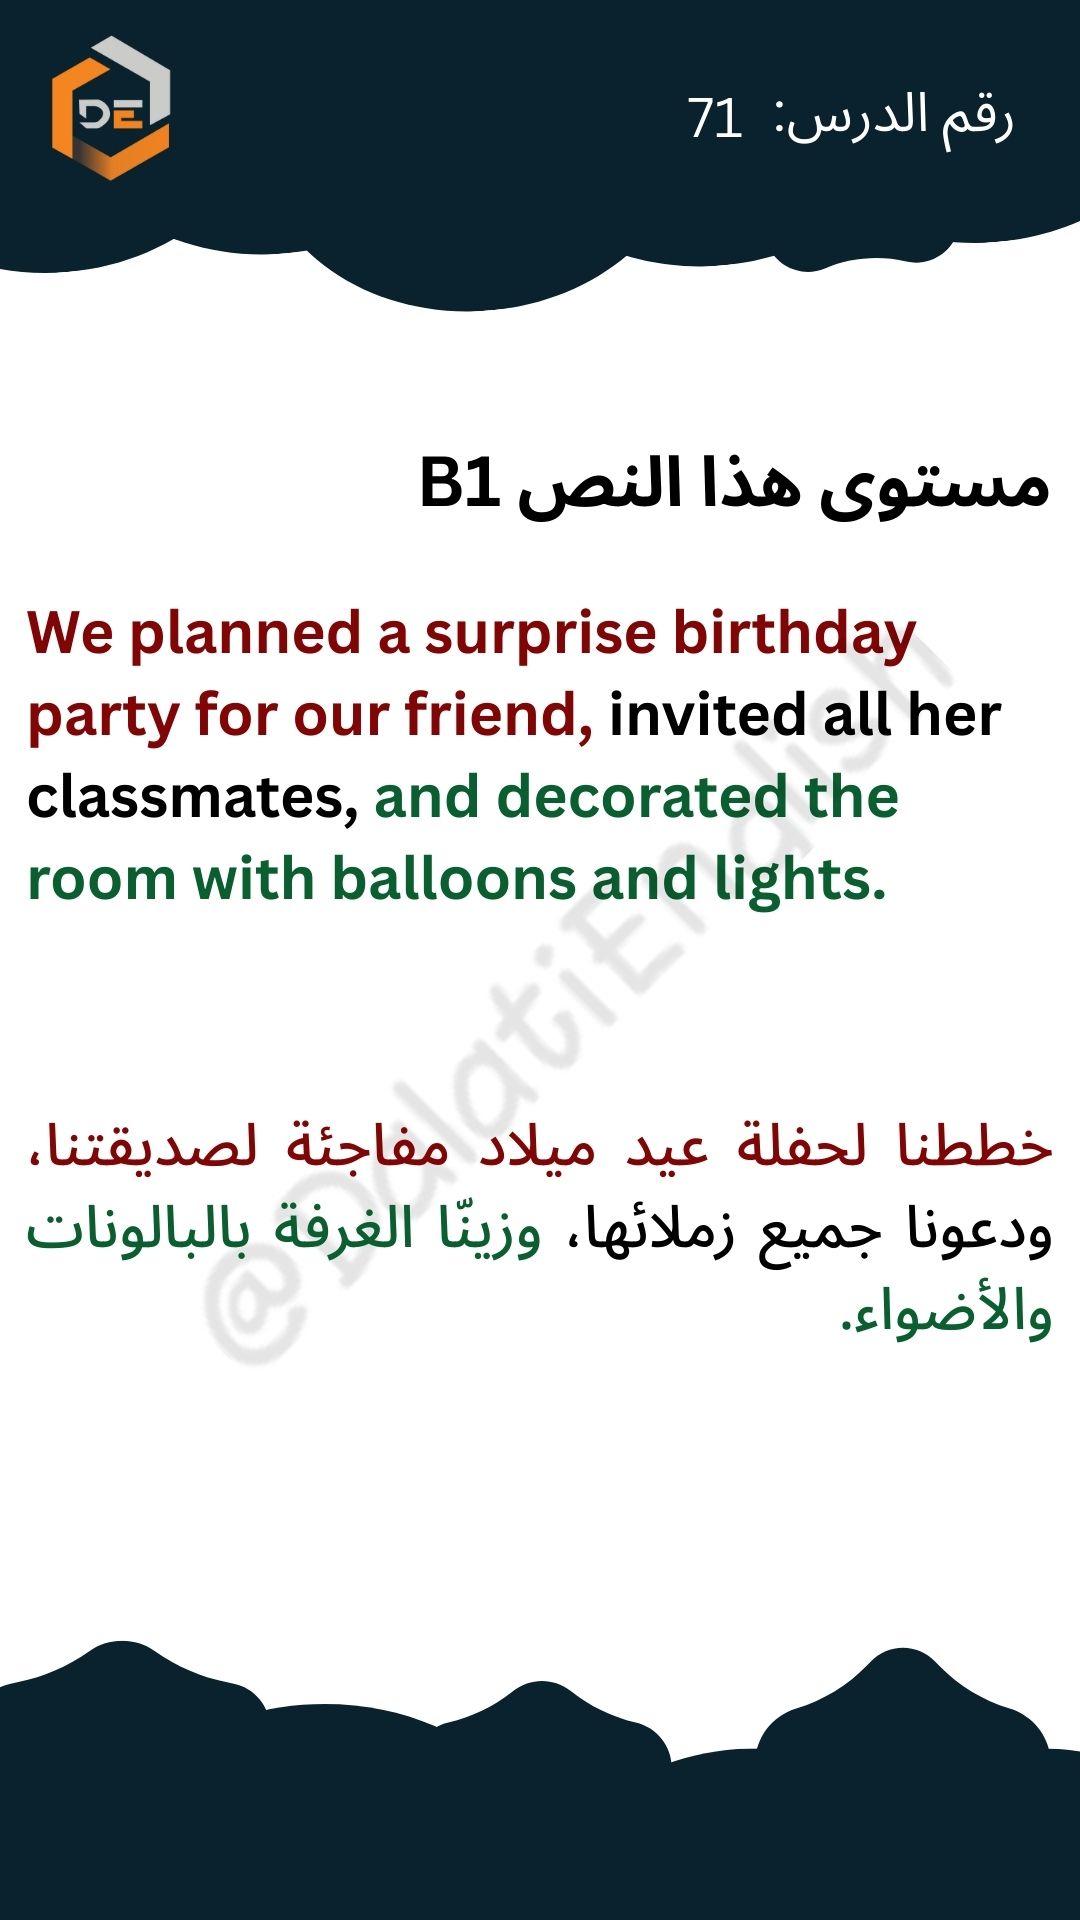 DE
رقم الدرس: 71
مستوى هذا النص B1
We planned a surprise birthday
party for our friend, invited all her
classmates, and decorated the
room with balloons and lights.
@DalatiEnglish
خططنا لحفلة عيد ميلاد مفاجئة لصديقتنا،
ودعونا جميع زملائها، وزينّا الغرفة بالبالونات
والأضواء.